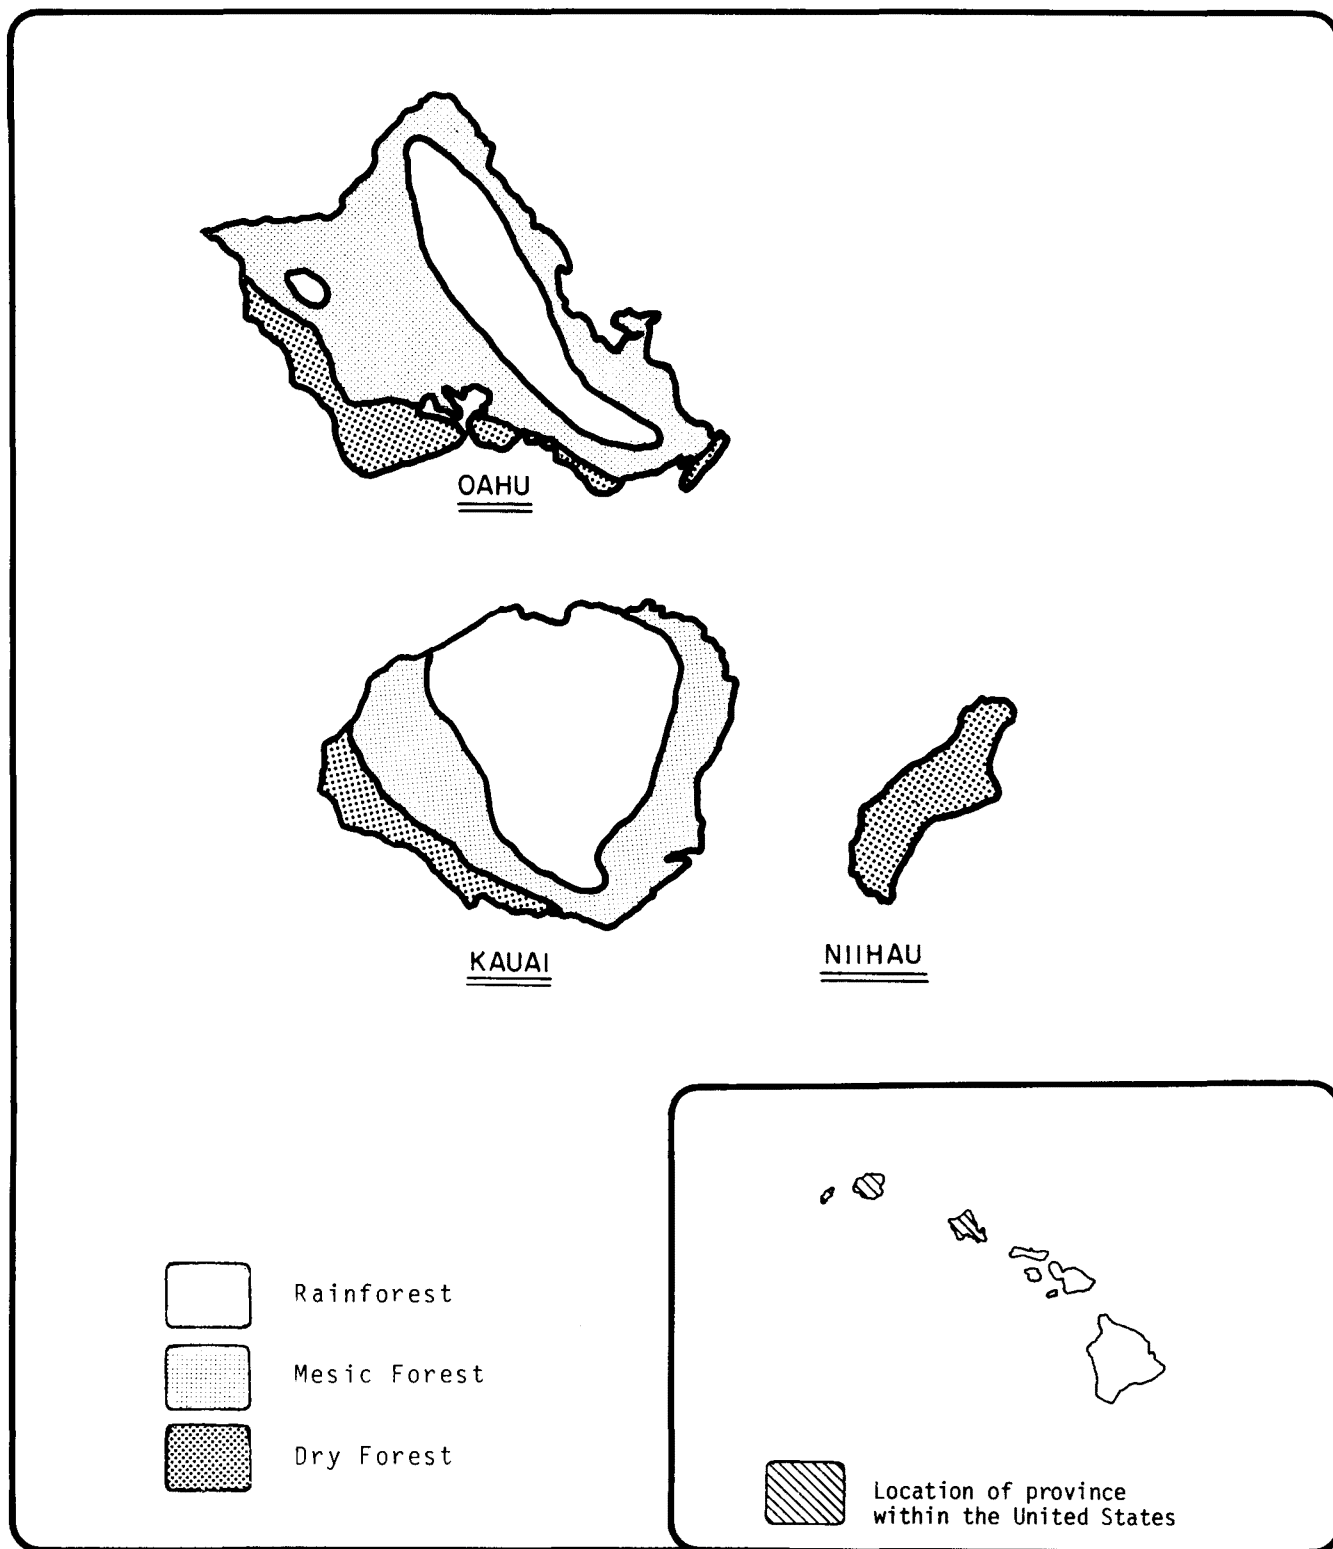 OAHU
KAUAI
NIIHAU
Rainforest
Mesic Forest
Dry Forest
Location of province
within the United States